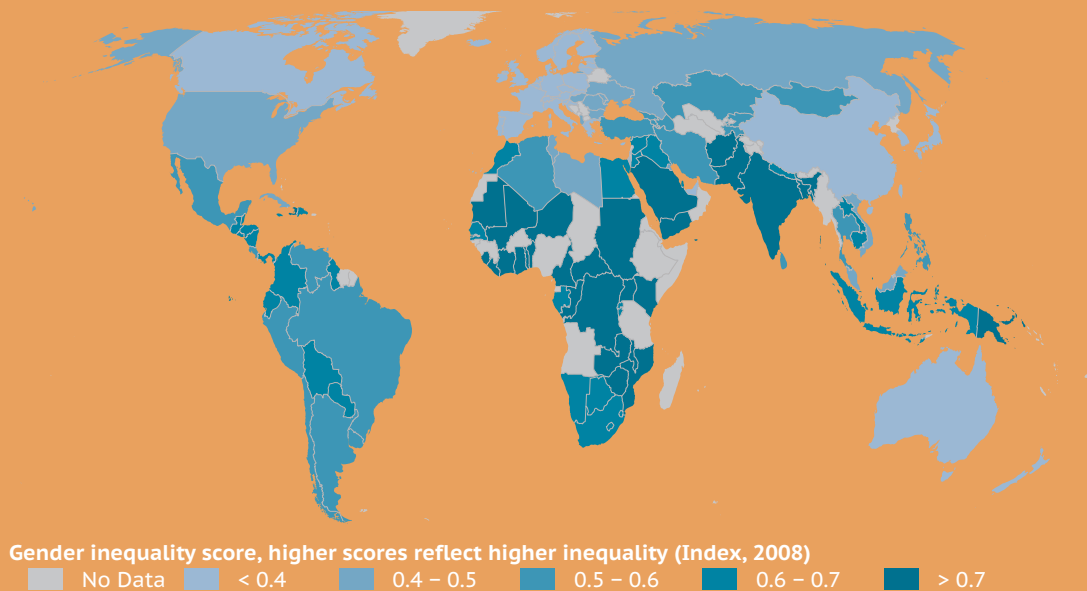 Gender inequality score, higher scores reflect higher inequality (Index, 2008)
No Data < 0.4 0.4 – 0.5 0.5 – 0.6 0.6 – 0.7 > 0.7